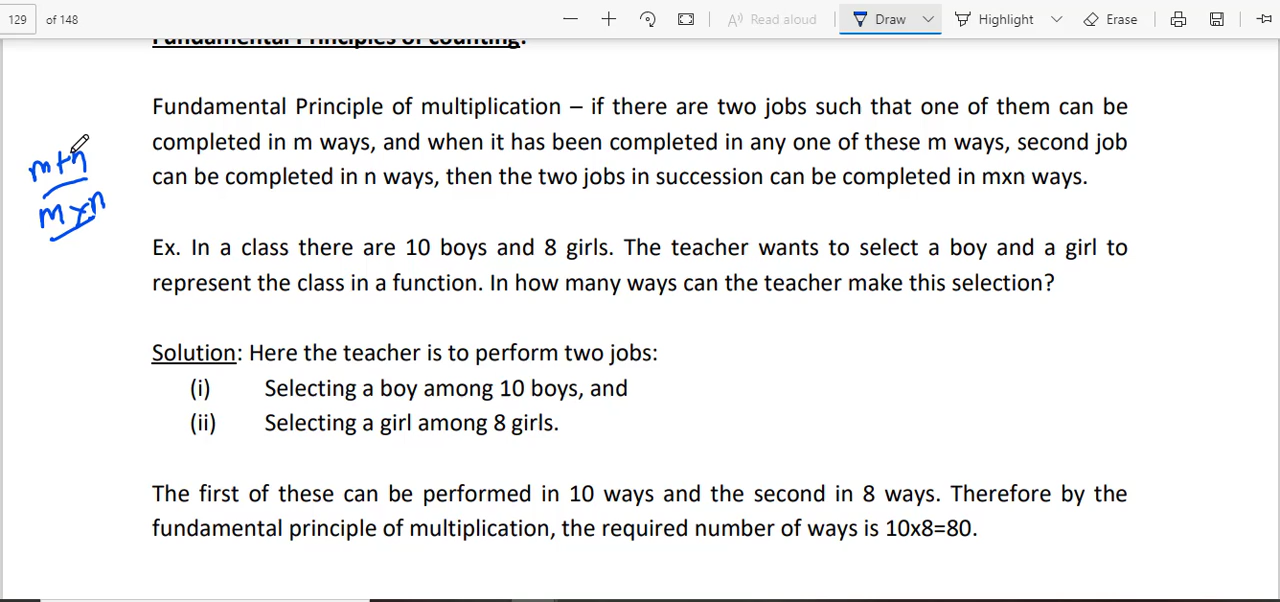 129 of 148 Read aloud Draw Highlight Erase
Fundamental Principles of counting:
Fundamental Principle of multiplication – if there are two jobs such that one of them can be
completed in m ways, and when it has been completed in any one of these m ways, second job
can be completed in n ways, then the two jobs in succession can be completed in mxn ways.
m+n
m×n
Ex. In a class there are 10 boys and 8 girls. The teacher wants to select a boy and a girl to
represent the class in a function. In how many ways can the teacher make this selection?
Solution: Here the teacher is to perform two jobs:
(i) Selecting a boy among 10 boys, and
(ii) Selecting a girl among 8 girls.
The first of these can be performed in 10 ways and the second in 8 ways. Therefore by the
fundamental principle of multiplication, the required number of ways is 10x8=80.